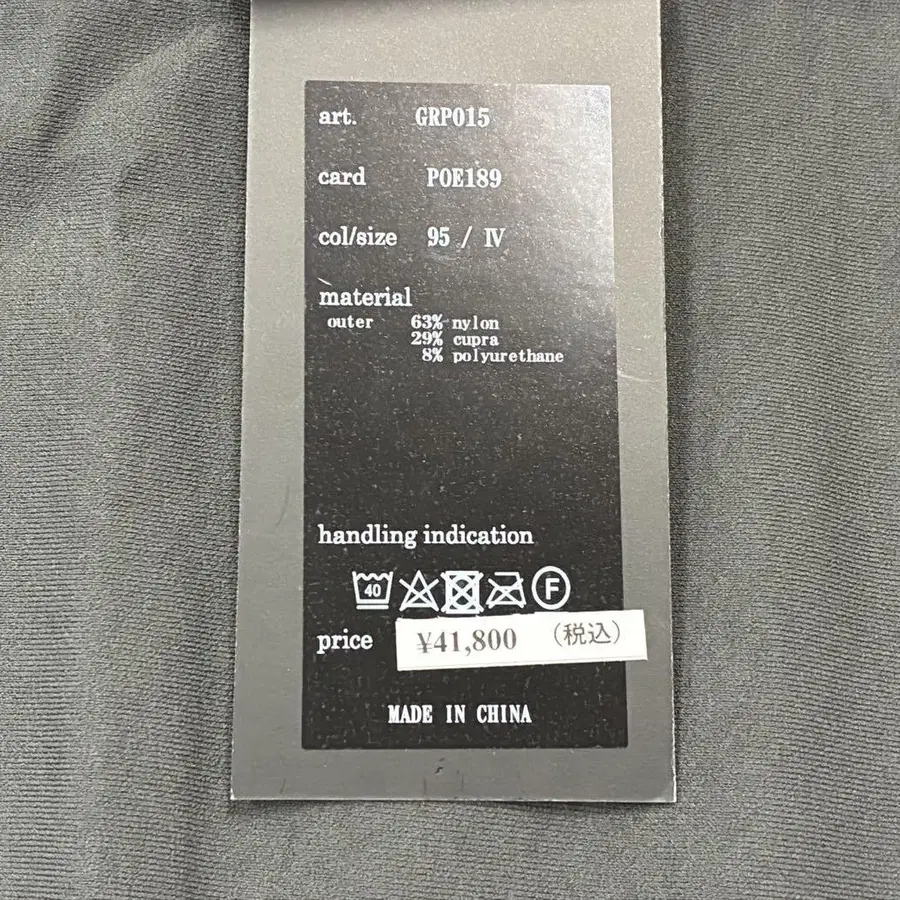 art. GRP015
card POE189
col/size 95 / Ⅳ
material
outer 63% nylon
29% cupra
8% polyurethane
handling indication
40 F
price ¥41,800 (税込)
MADE IN CHINA